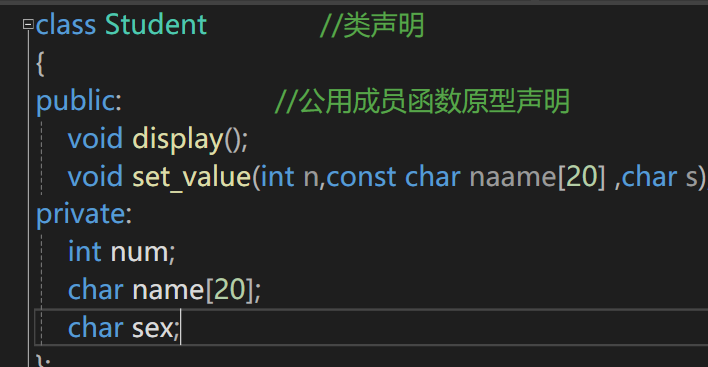 class Student //类声明
{
public: //公用成员函数原型声明
void display();
void set_value(int n,const char naame[20] ,char s)
private:
int num;
char name[20];
char sex;
};